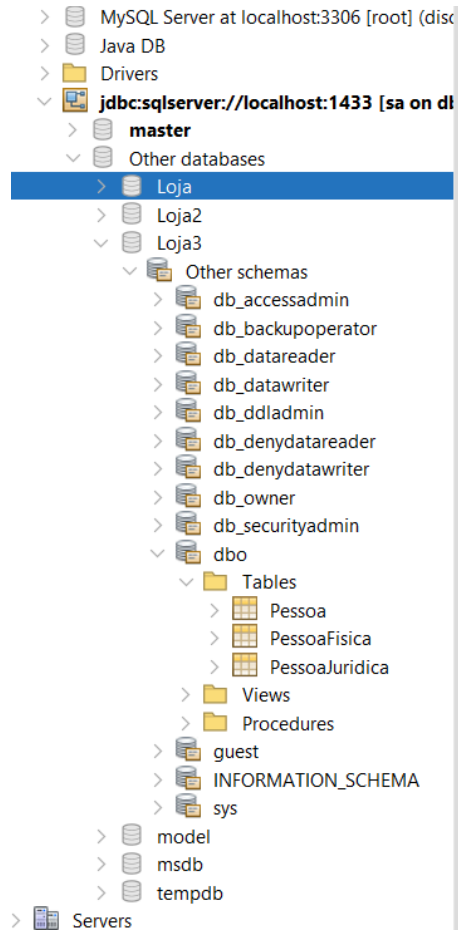 MySQL Server at localhost:3306 [root] (disc
Java DB
Drivers
jdbc:sqlserver://localhost:1433 [sa on db
master
Other databases
Loja
Loja2
Loja3
Other schemas
db_accessadmin
db_backupoperator
db_datareader
db_datawriter
db_ddladmin
db_denydatareader
db_denydatawriter
db_owner
db_securityadmin
dbo
Tables
Pessoa
PessoaFisica
PessoaJuridica
Views
Procedures
guest
INFORMATION_SCHEMA
sys
model
msdb
tempdb
Servers